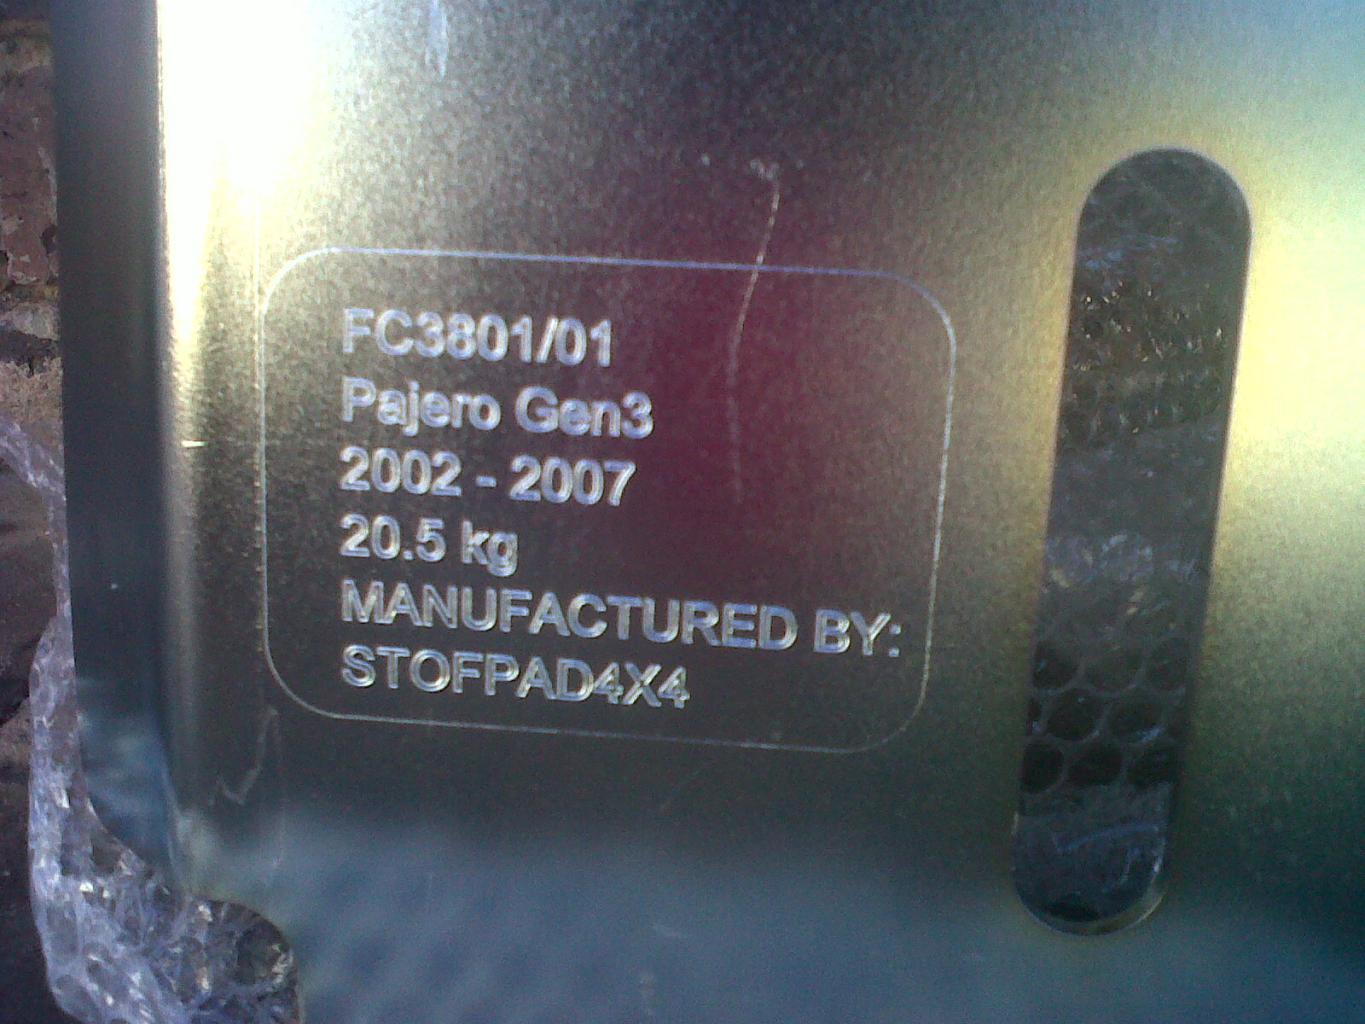 FC3801/01
Pajero Gen3
2002 - 2007
20.5 kg
MANUFACTURED BY:
STOFPAD4X4